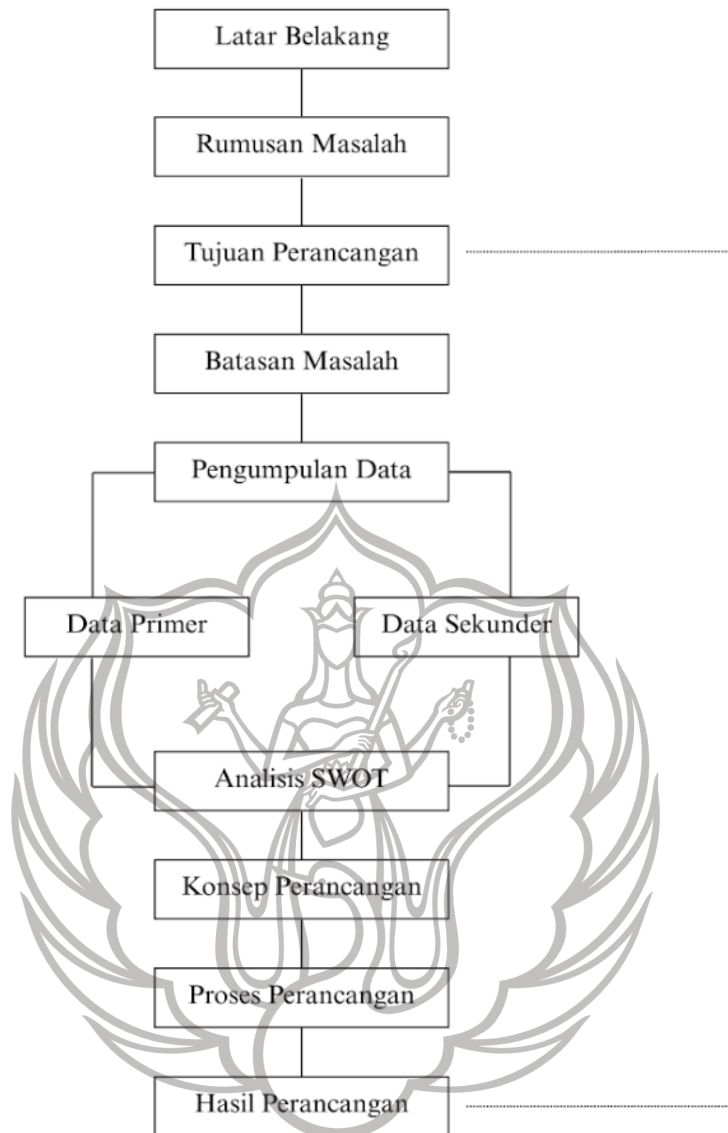 Latar Belakang
Rumusan Masalah
Tujuan Perancangan
Batasan Masalah
Pengumpulan Data
Data Primer
Data Sekunder
Analisis SWOT
Konsep Perancangan
Proses Perancangan
Hasil Perancangan